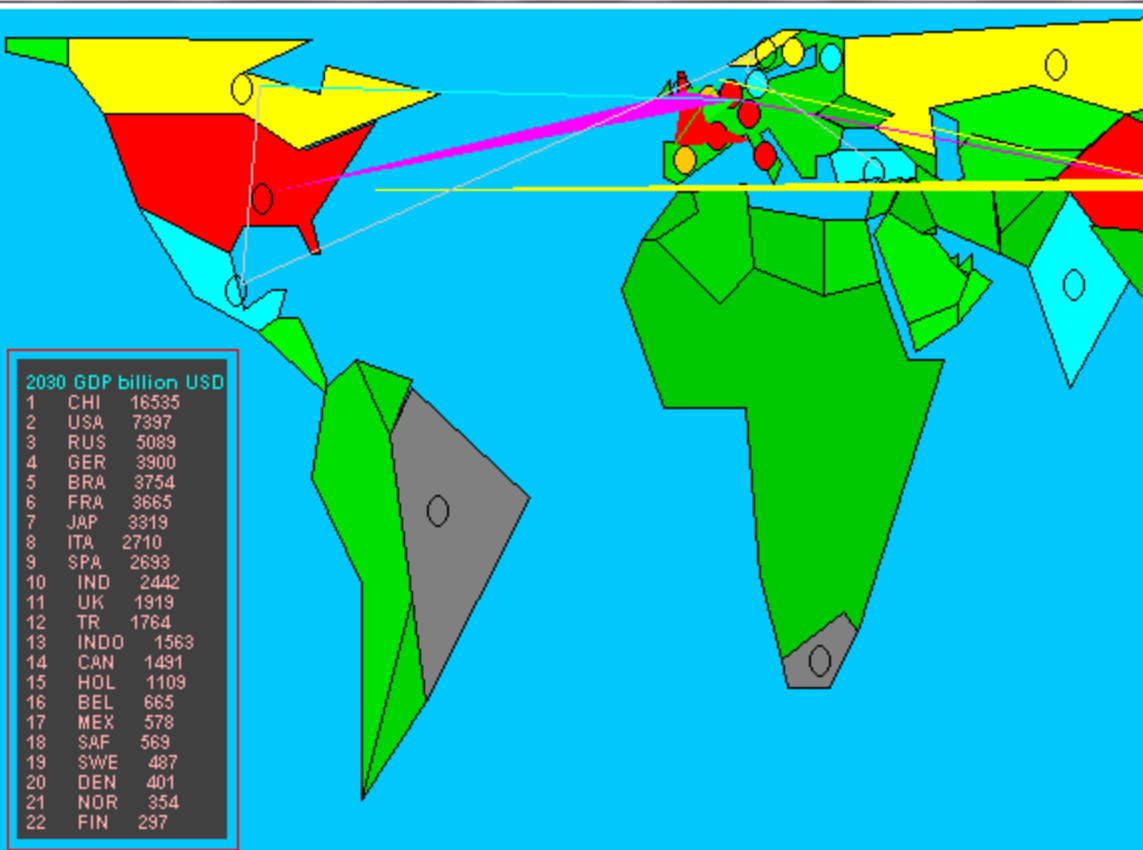 2030 GDP billion USD
1 CHI 16535
2 USA 7397
3 RUS 5089
4 GER 3900
5 BRA 3754
6 FRA 3665
7 JAP 3319
8 ITA 2710
9 SPA 2693
10 IND 2442
11 UK 1919
12 TR 1764
13 INDO 1563
14 CAN 1491
15 HOL 1109
16 BEL 665
17 MEX 578
18 SAF 569
19 SWE 487
20 DEN 401
21 NOR 354
22 FIN 297